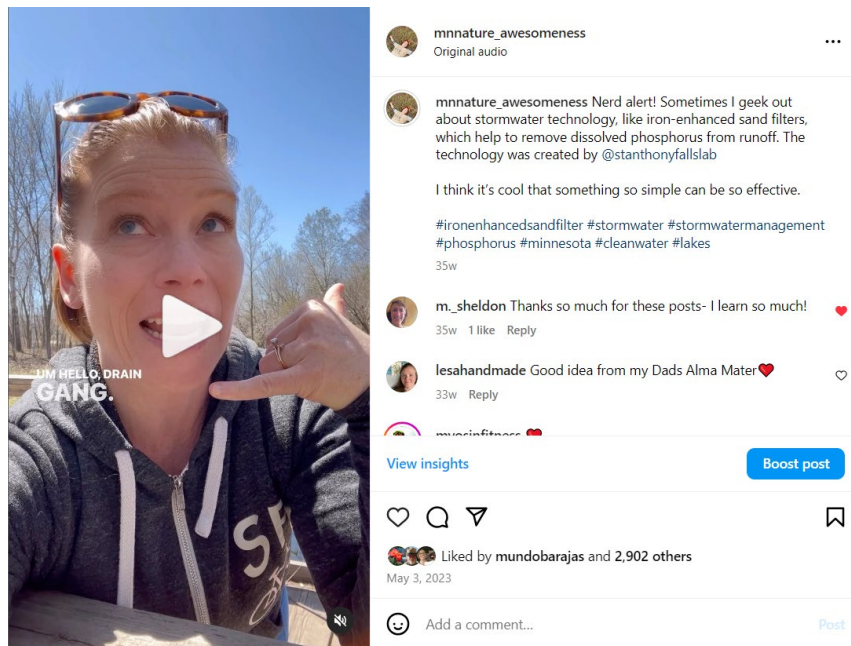 mnnature_awesomeness
Original audio
mnnature_awesomeness Nerd alert! Sometimes I geek out
about stormwater technology, like iron-enhanced sand filters,
which help to remove dissolved phosphorus from runoff. The
technology was created by @stanthonyfallslab
I think it's cool that something so simple can be so effective.
#ironenhancedsandfilter #stormwater #stormwatermanagement
#phosphorus #minnesota #cleanwater #lakes
35w
m._sheldon Thanks so much for these posts- I learn so much!
35w 1 like Reply
lesahandmade Good idea from my Dads Alma Mater❤️
33w Reply
View insights
Boost post
Liked by mundobarajas and 2,902 others
May 3, 2023
Add a comment...
Post
UM HELLO, DRAIN
GANG.